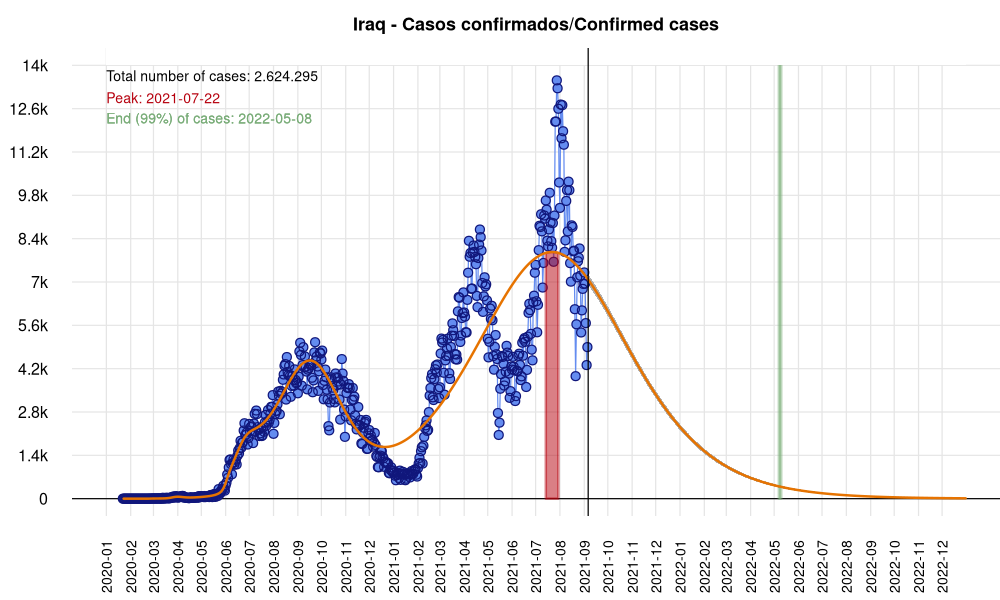 Iraq - Casos confirmados/Confirmed cases
Total number of cases: 2.624.295
Peak: 2021-07-22
End (99%) of cases: 2022-05-08
14k
12.6k
11.2k
9.8k
8.4k
7k
5.6k
4.2k
2.8k
1.4k
0
2020-01
2020-02
2020-03
2020-04
2020-05
2020-06
2020-07
2020-08
2020-09
2020-10
2020-11
2020-12
2021-01
2021-02
2021-03
2021-04
2021-05
2021-06
2021-07
2021-08
2021-09
2021-10
2021-11
2021-12
2022-01
2022-02
2022-03
2022-04
2022-05
2022-06
2022-07
2022-08
2022-09
2022-10
2022-11
2022-12